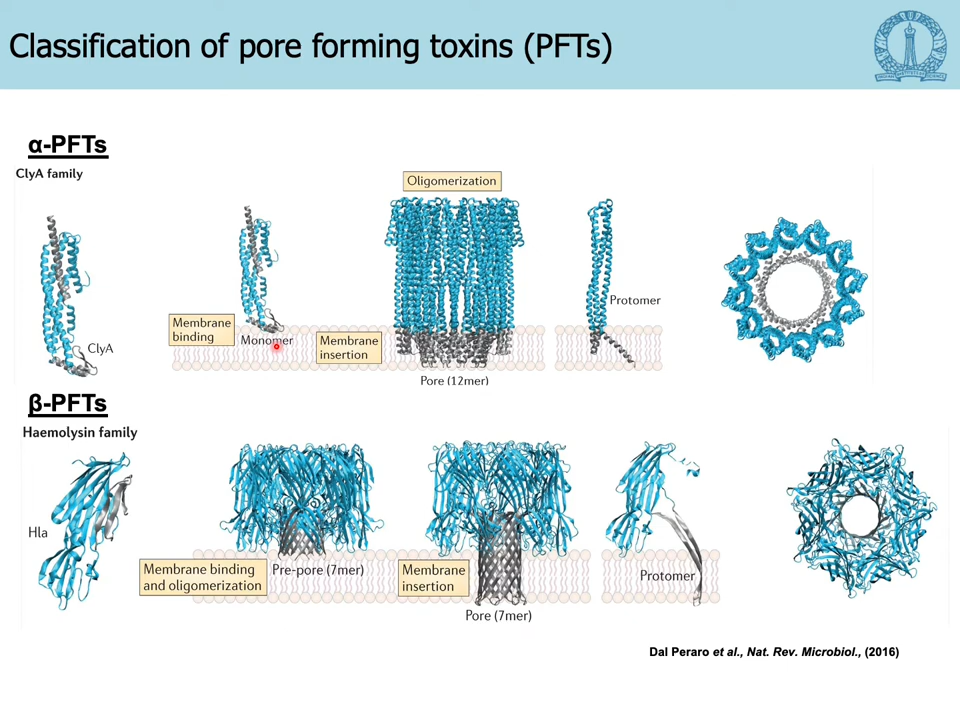 Classification of pore forming toxins (PFTs)
α-PFTs
ClyA family
ClyA
Membrane
binding
Monomer
Oligomerization
Membrane
insertion
Pore (12mer)
Protomer
β-PFTs
Haemolysin family
Hla
Membrane binding
and oligomerization
Pre-pore (7mer)
Membrane
insertion
Pore (7mer)
Protomer
Dal Peraro et al., Nat. Rev. Microbiol., (2016)